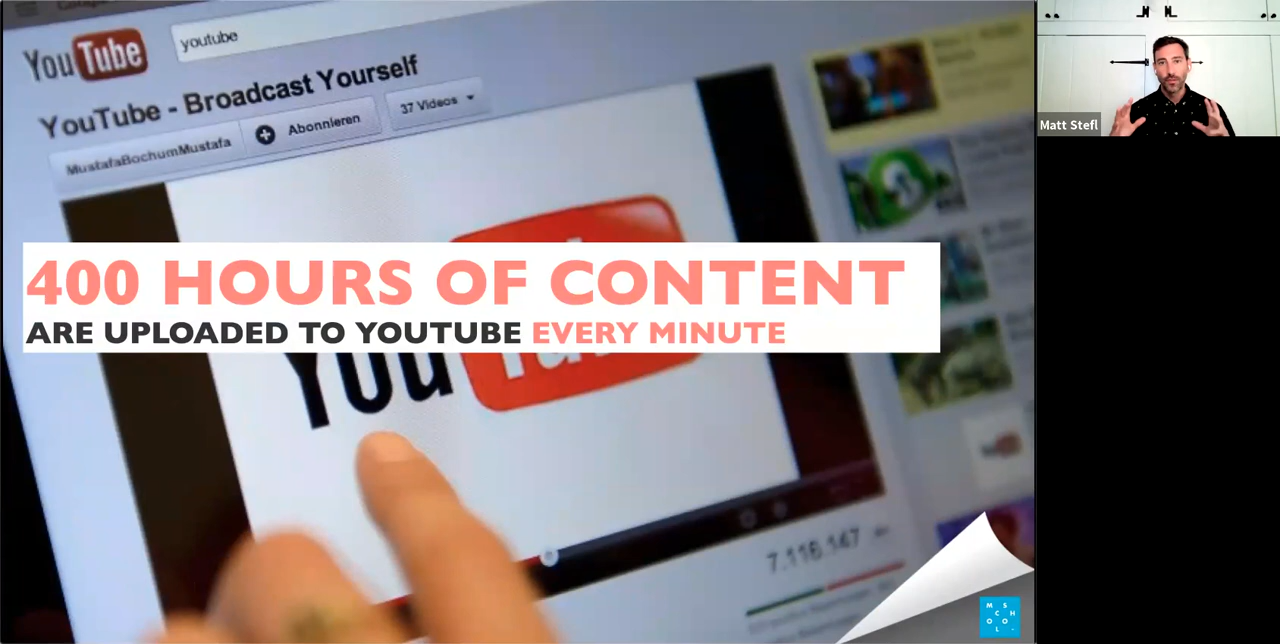 YouTube
youtube
YouTube - Broadcast Yourself
MustafaBochumMustafa
Abonnieren
37 Videos
400 HOURS OF CONTENT
ARE UPLOADED TO YOUTUBE EVERY MINUTE
You
7.116.147
M S
C H
O O
L -
Matt Stefl